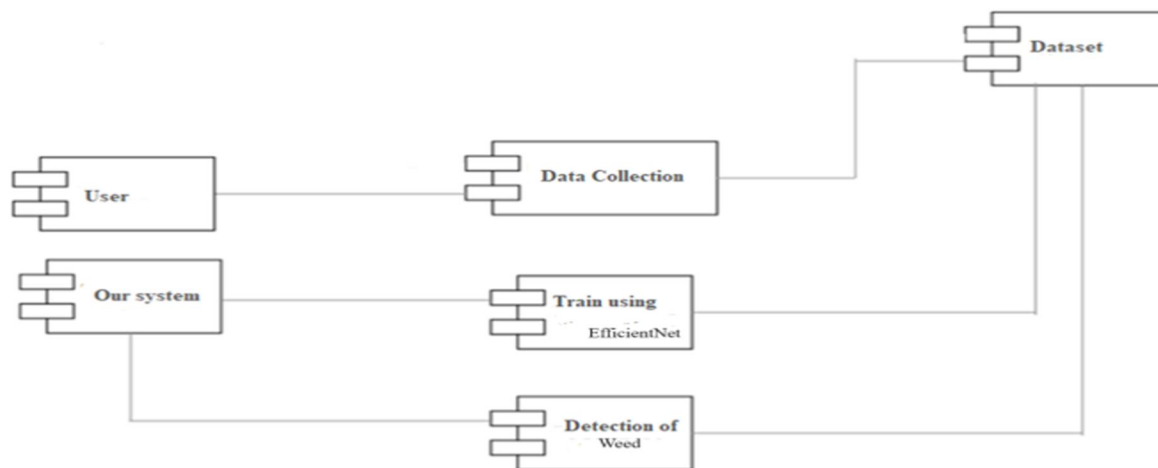 Dataset
Data Collection
User
Our system
Train using
EfficientNet
Detection of
Weed